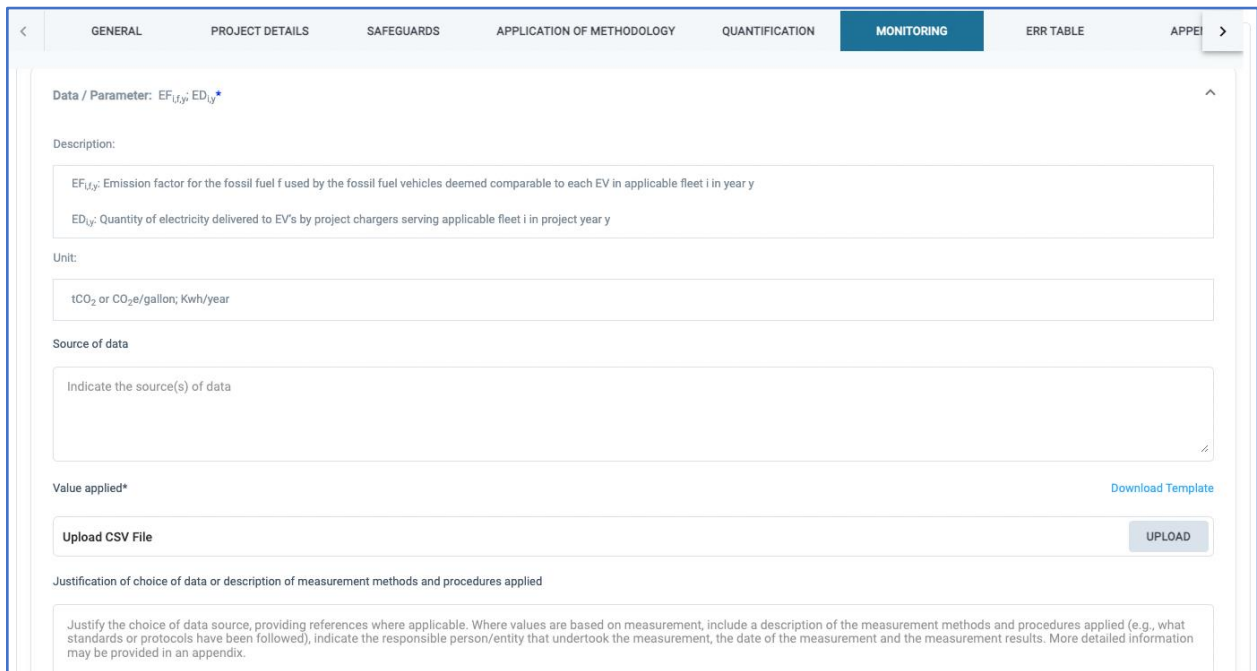 GENERAL PROJECT DETAILS SAFEGUARDS APPLICATION OF METHODOLOGY QUANTIFICATION MONITORING ERR TABLE APPE
Data / Parameter: EFi,f,y; EDi,y*
Description:
EFi,f,y: Emission factor for the fossil fuel f used by the fossil fuel vehicles deemed comparable to each EV in applicable fleet i in year y
EDi,y: Quantity of electricity delivered to EV's by project chargers serving applicable fleet i in project year y
Unit:
tCO2 or CO2e/gallon; Kwh/year
Source of data
Indicate the source(s) of data
Value applied* Download Template
Upload CSV File UPLOAD
Justification of choice of data or description of measurement methods and procedures applied
Justify the choice of data source, providing references where applicable. Where values are based on measurement, include a description of the measurement methods and procedures applied (e.g., what
standards or protocols have been followed), indicate the responsible person/entity that undertook the measurement, the date of the measurement and the measurement results. More detailed information
may be provided in an appendix.